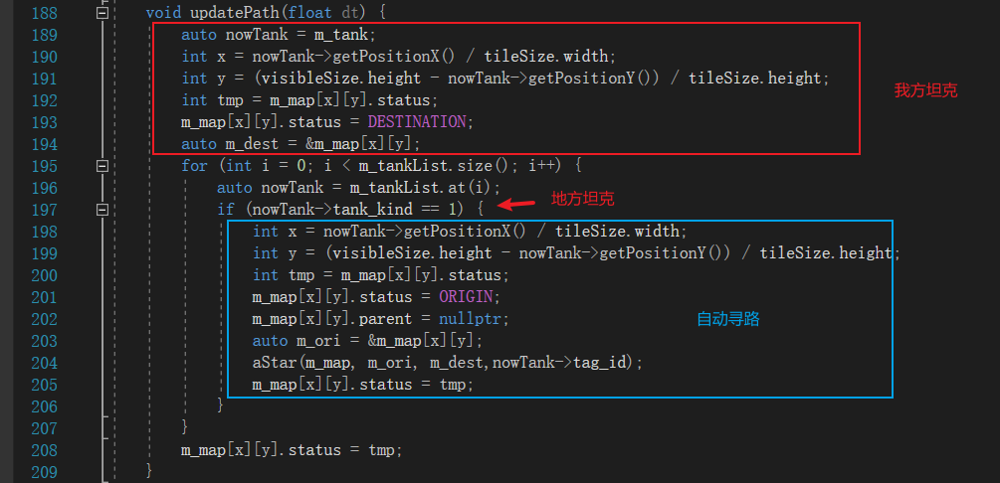 188 void updatePath(float dt) {
189 auto nowTank = m_tank;
190 int x = nowTank->getPositionX() / tileSize.width;
191 int y = (visibleSize.height - nowTank->getPositionY()) / tileSize.height;
192 int tmp = m_map[x][y].status;
193 m_map[x][y].status = DESTINATION;
194 auto m_dest = &m_map[x][y];
我方坦克
195 for (int i = 0; i < m_tankList.size(); i++) {
196 auto nowTank = m_tankList.at(i);
197 if (nowTank->tank_kind == 1) {
地方坦克
198 int x = nowTank->getPositionX() / tileSize.width;
199 int y = (visibleSize.height - nowTank->getPositionY()) / tileSize.height;
200 int tmp = m_map[x][y].status;
201 m_map[x][y].status = ORIGIN;
202 m_map[x][y].parent = nullptr;
203 auto m_ori = &m_map[x][y];
204 aStar(m_map, m_ori, m_dest,nowTank->tag_id);
205 m_map[x][y].status = tmp;
自动寻路
206 }
207 }
208 m_map[x][y].status = tmp;
209 }